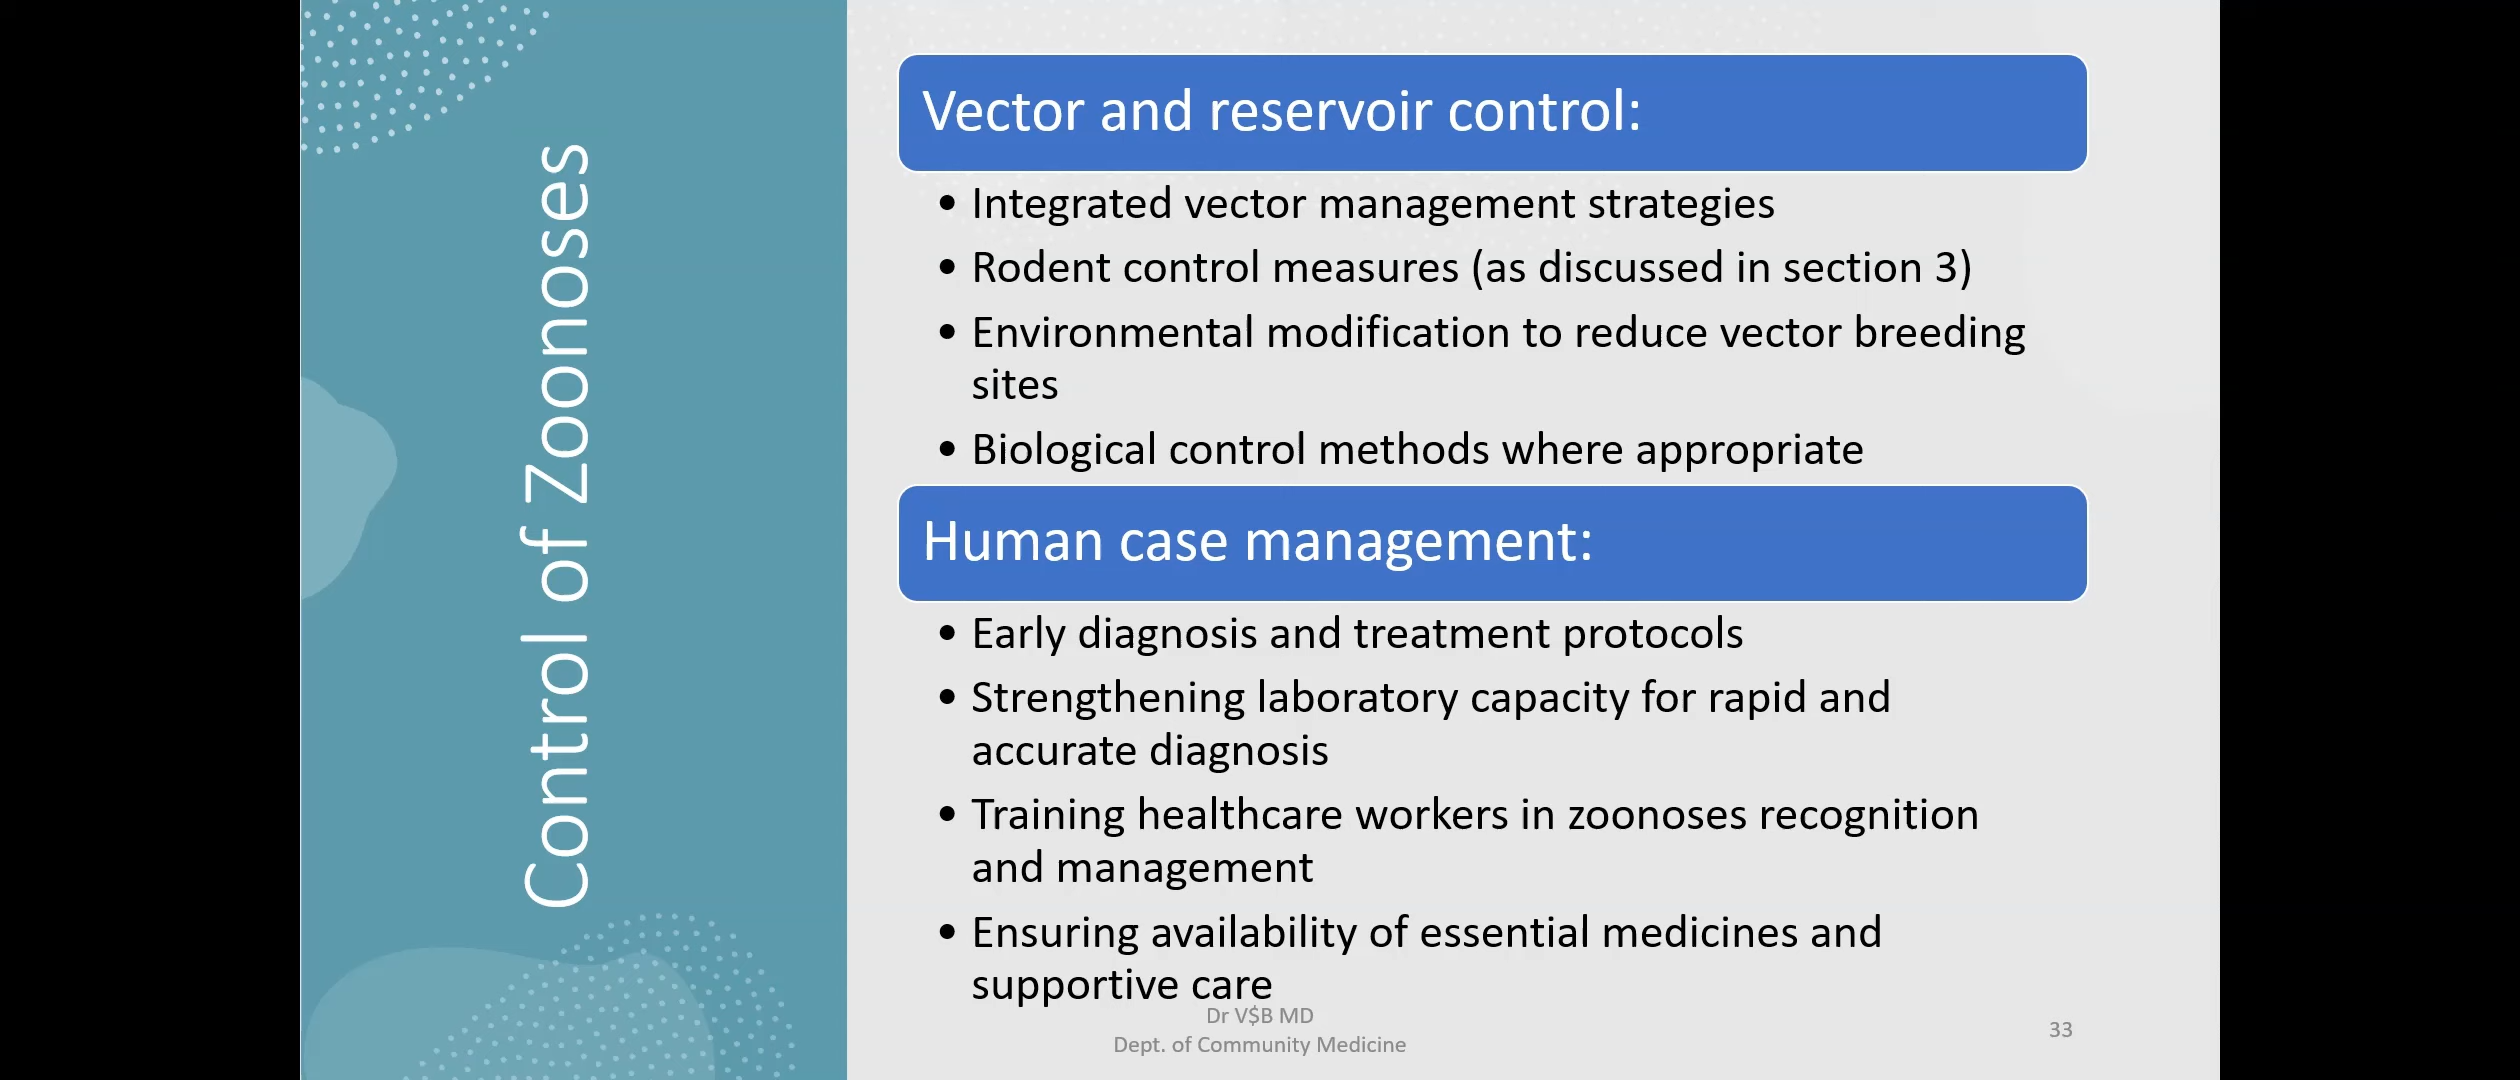 Control of Zoonoses
Vector and reservoir control:
• Integrated vector management strategies
• Rodent control measures (as discussed in section 3)
• Environmental modification to reduce vector breeding
sites
• Biological control methods where appropriate
Human case management:
• Early diagnosis and treatment protocols
• Strengthening laboratory capacity for rapid and
accurate diagnosis
• Training healthcare workers in zoonoses recognition
and management
• Ensuring availability of essential medicines and
supportive care
Dr V$B MD
Dept. of Community Medicine
33